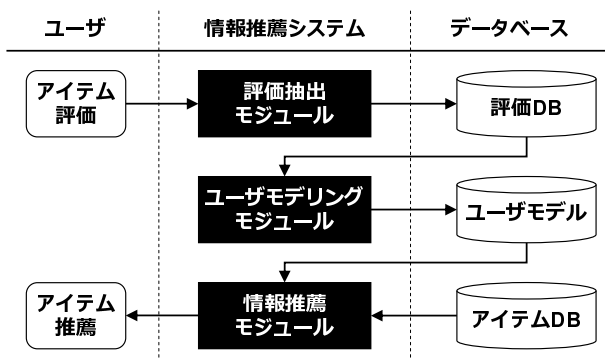 ユーザ
情報推薦システム
データベース
アイテム
評価
評価抽出
モジュール
評価DB
ユーザモデリング
モジュール
ユーザモデル
アイテム
推薦
情報推薦
モジュール
アイテムDB